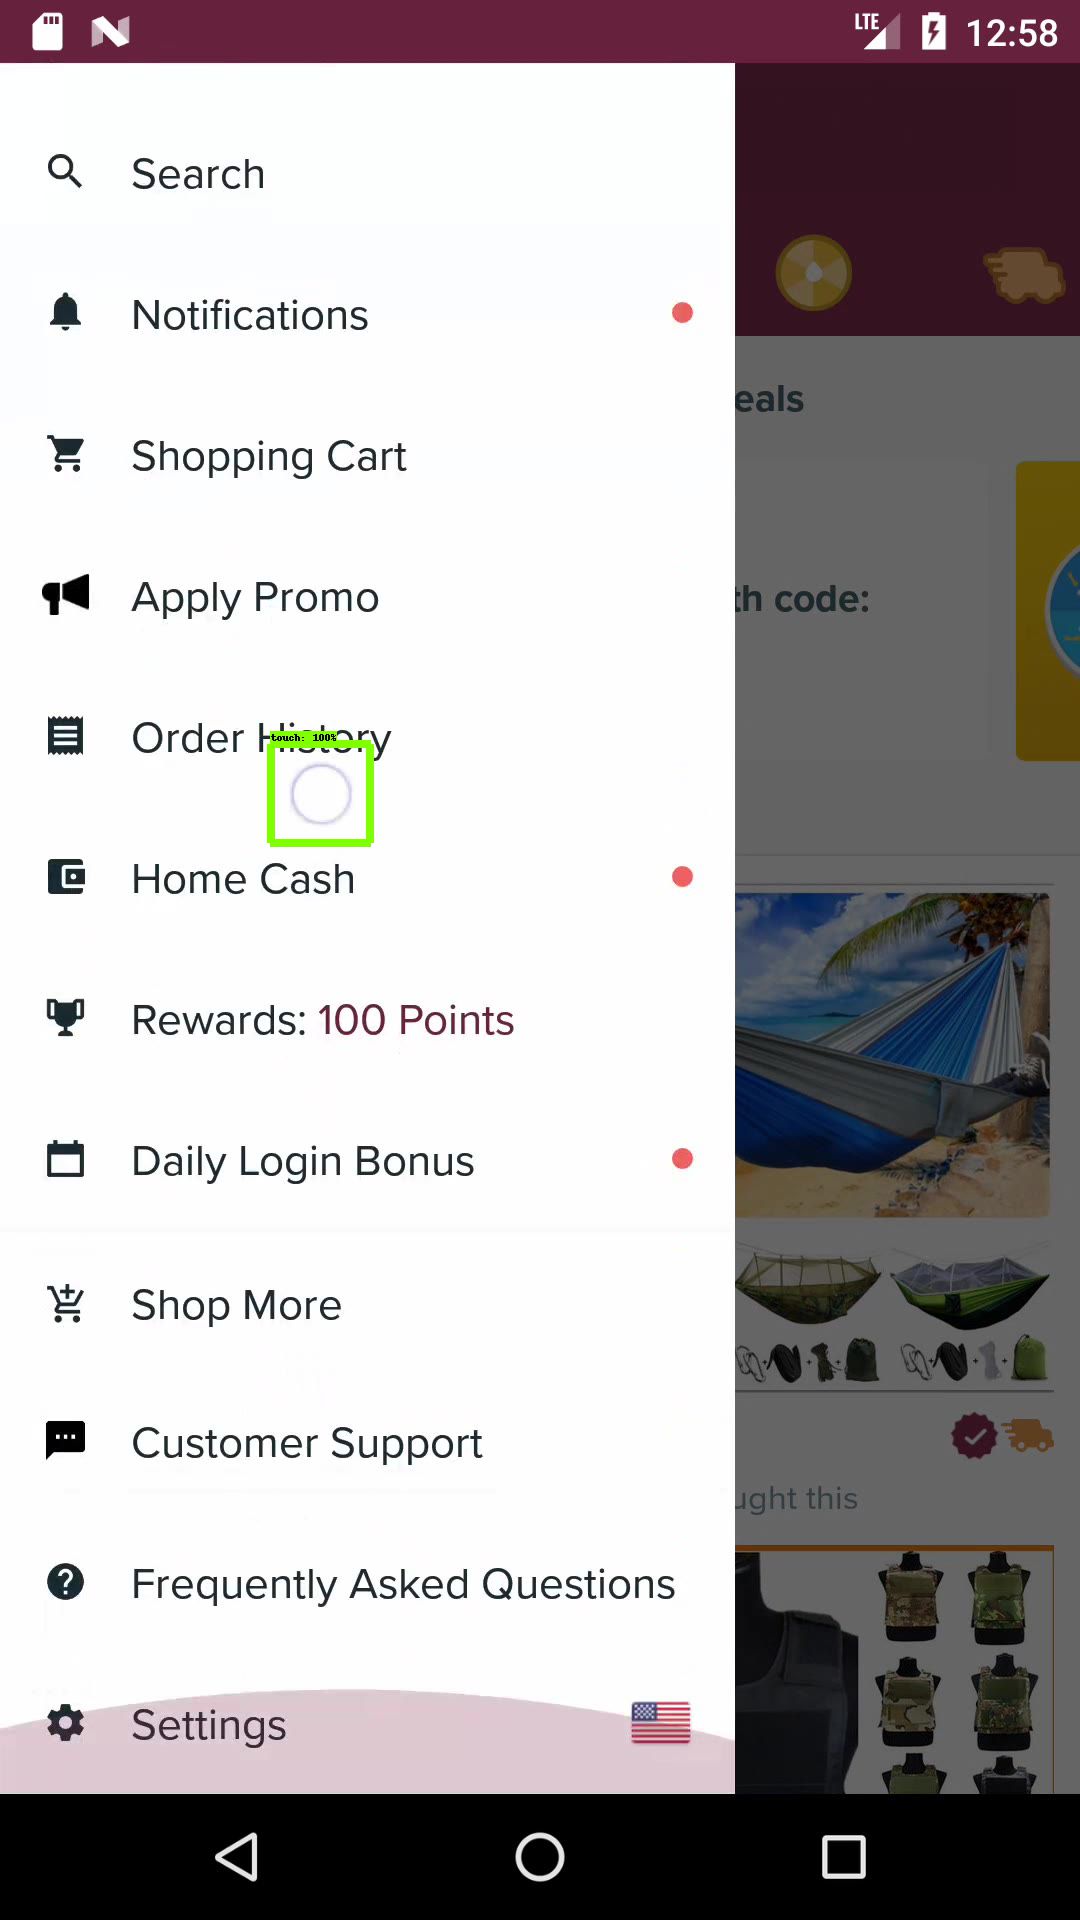 LTE 12:58
Search
Notifications
eals
Shopping Cart
Apply Promo
th code:
Order History
touch: 100%
Home Cash
Rewards: 100 Points
Daily Login Bonus
Shop More
Customer Support
ught this
Frequently Asked Questions
Settings